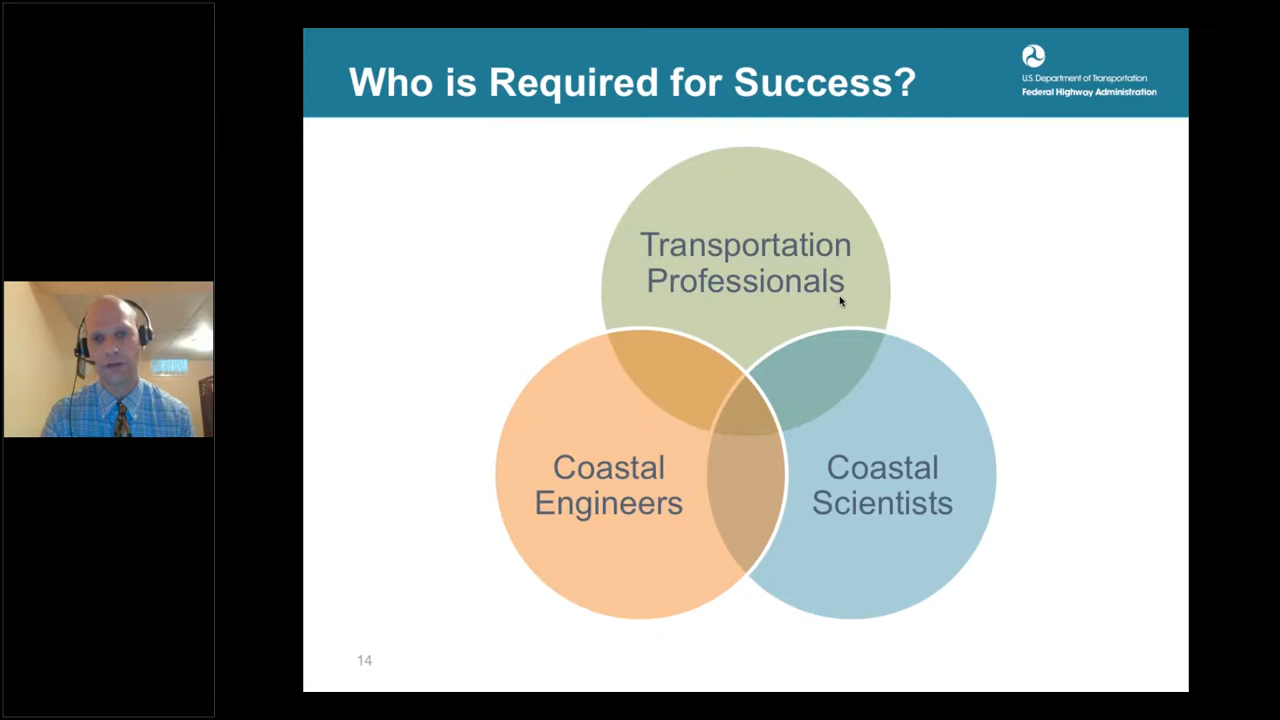 Who is Required for Success?
U.S. Department of Transportation
Federal Highway Administration
Transportation
Professionals
Coastal
Engineers
Coastal
Scientists
14